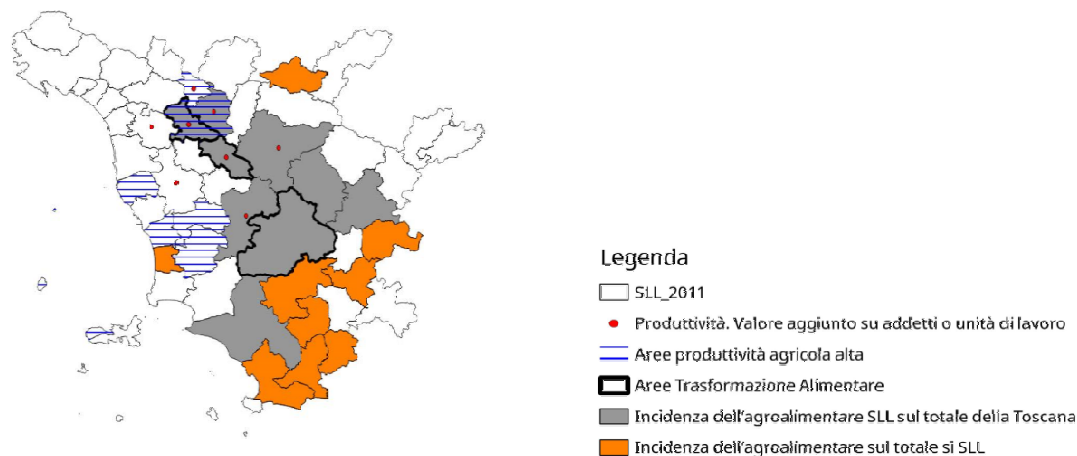 Legenda
SLL_2011
Produttività. Valore aggiunto su addetti o unità di lavoro
Aree produttività agricola alta
Aree Trasformazione Alimentare
Incidenza dell'agroalimentare SLL sul totale della Toscana
Incidenza dell'agroalimentare sul totale si SLL